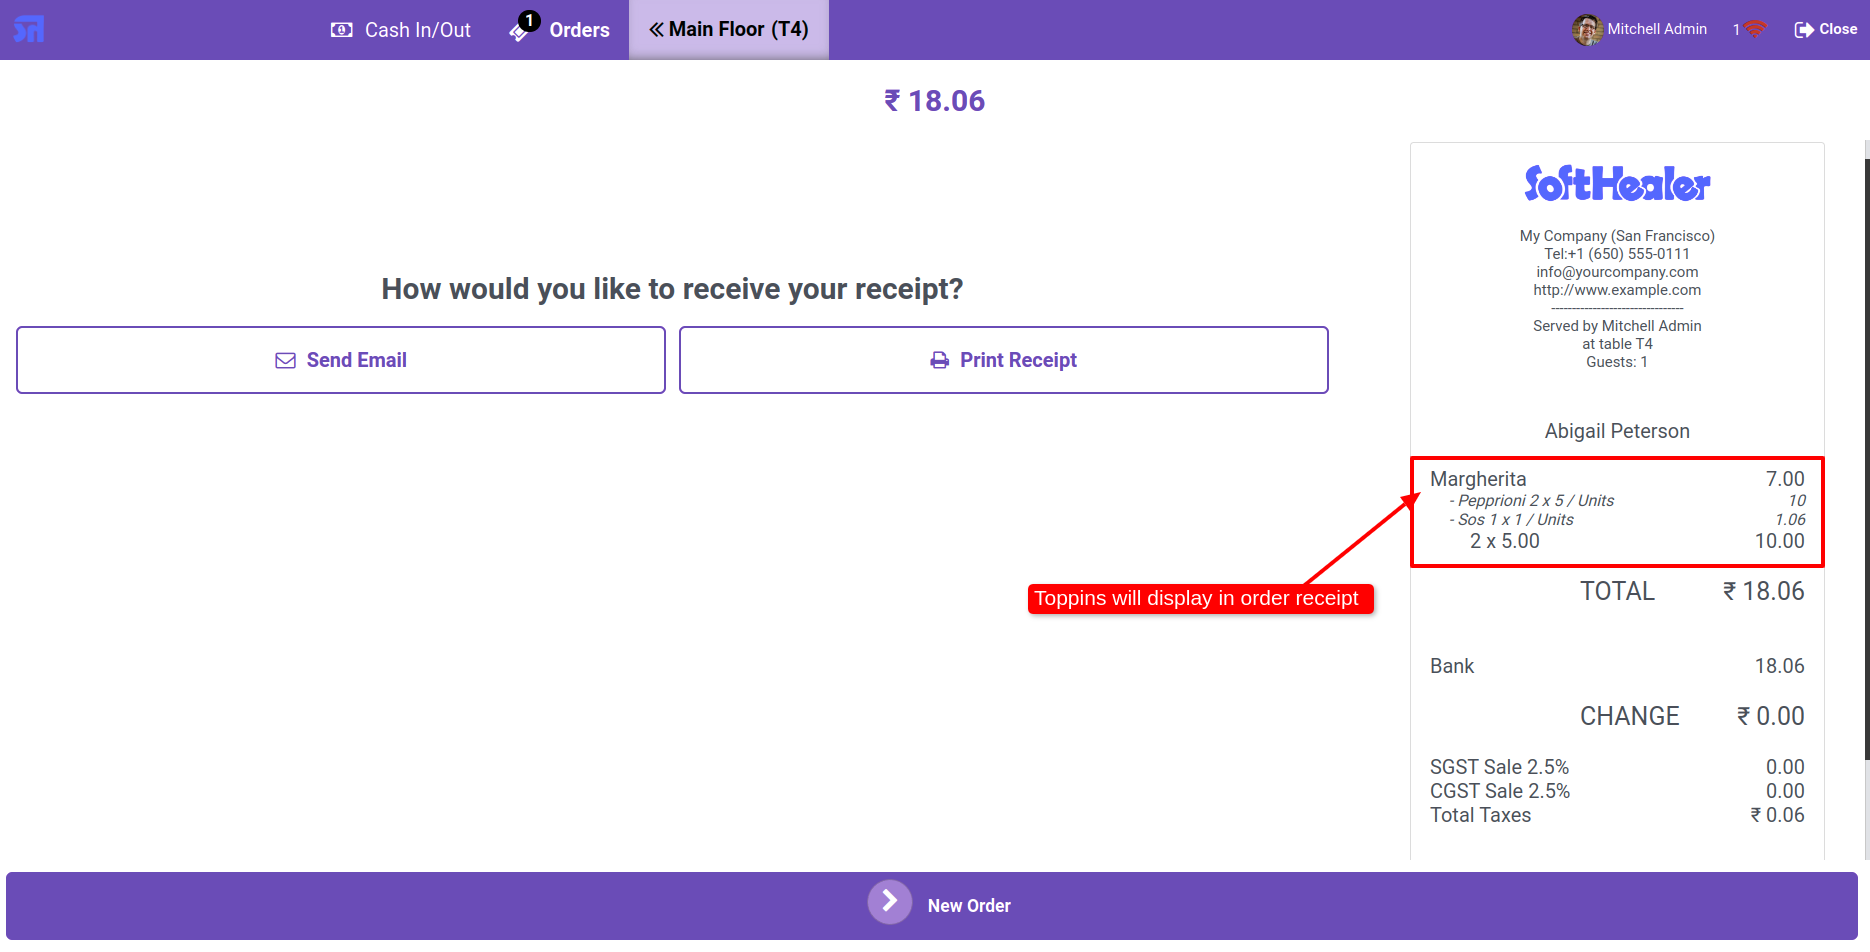 Cash In/Out
1
Orders
Main Floor (T4)
Mitchell Admin
1
Close
₹ 18.06
How would you like to receive your receipt?
Send Email
Print Receipt
SoftHealer
My Company (San Francisco)
Tel:+1 (650) 555-0111
info@yourcompany.com
http://www.example.com
--------------------------------
Served by Mitchell Admin
at table T4
Guests: 1
Abigail Peterson
Margherita 7.00
- Pepprioni 2 x 5 / Units 10
- Sos 1 x 1 / Units 1.06
2 x 5.00 10.00
Toppins will display in order receipt
TOTAL ₹ 18.06
Bank 18.06
CHANGE ₹ 0.00
SGST Sale 2.5% 0.00
CGST Sale 2.5% 0.00
Total Taxes ₹ 0.06
New Order